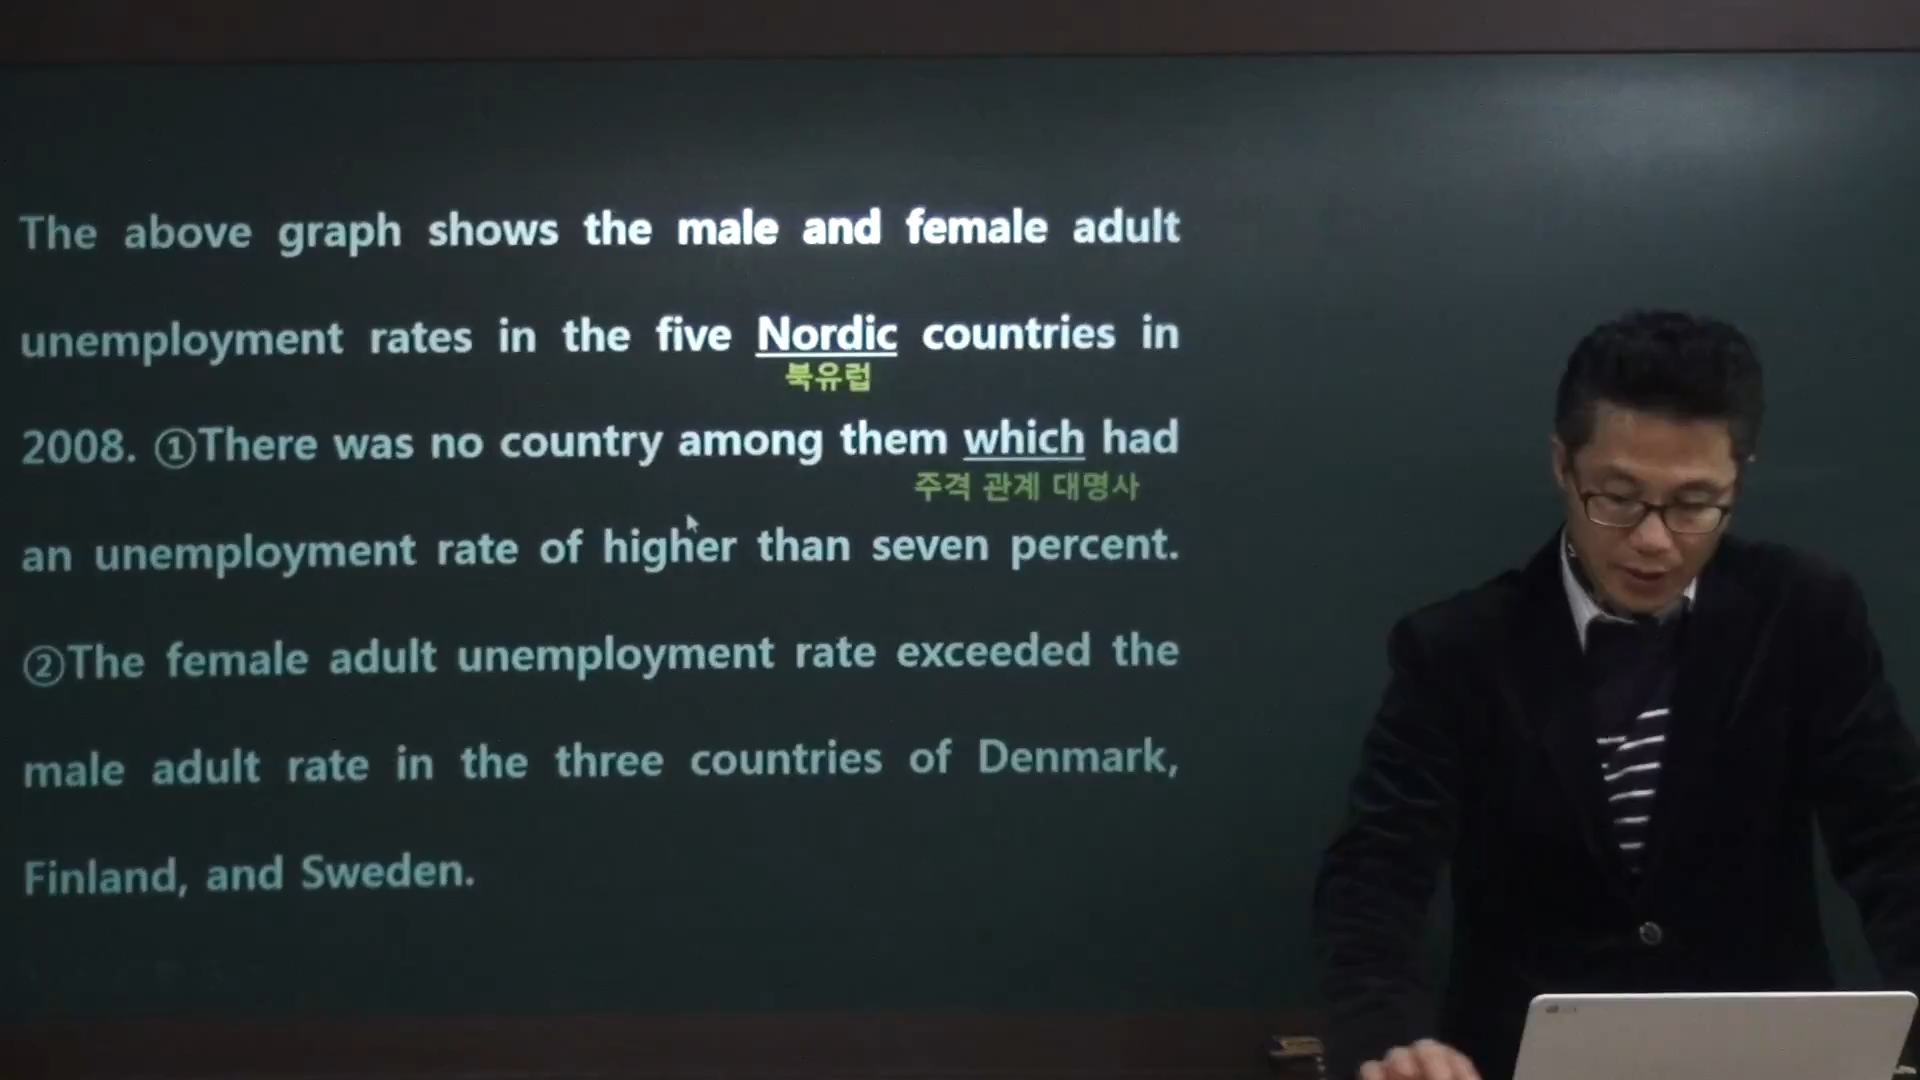 The above graph shows the male and female adult
unemployment rates in the five Nordic countries in
북유럽
2008. ①There was no country among them which had
주격 관계 대명사
an unemployment rate of higher than seven percent.
②The female adult unemployment rate exceeded the
male adult rate in the three countries of Denmark,
Finland, and Sweden.